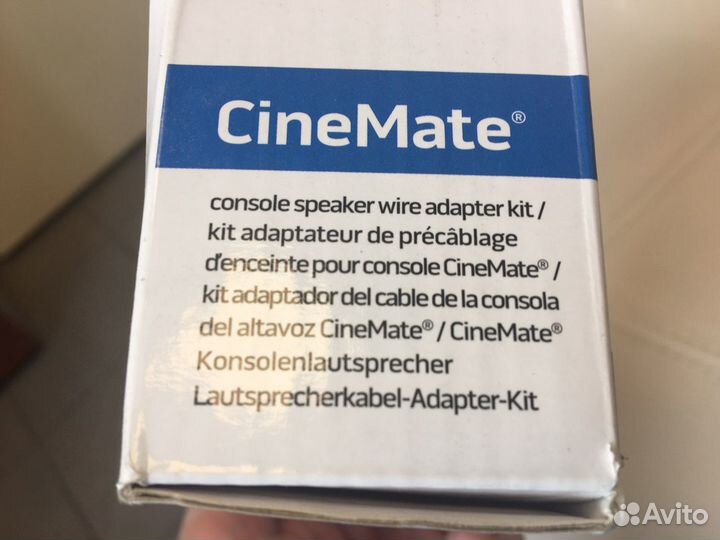 CineMate®
console speaker wire adapter kit /
kit adaptateur de précâblage
d'enceinte pour console CineMate® /
kit adaptador del cable de la consola
del altavoz CineMate® / CineMate®
Konsolenlautsprecher
Lautsprecherkabel-Adapter-Kit
Avito